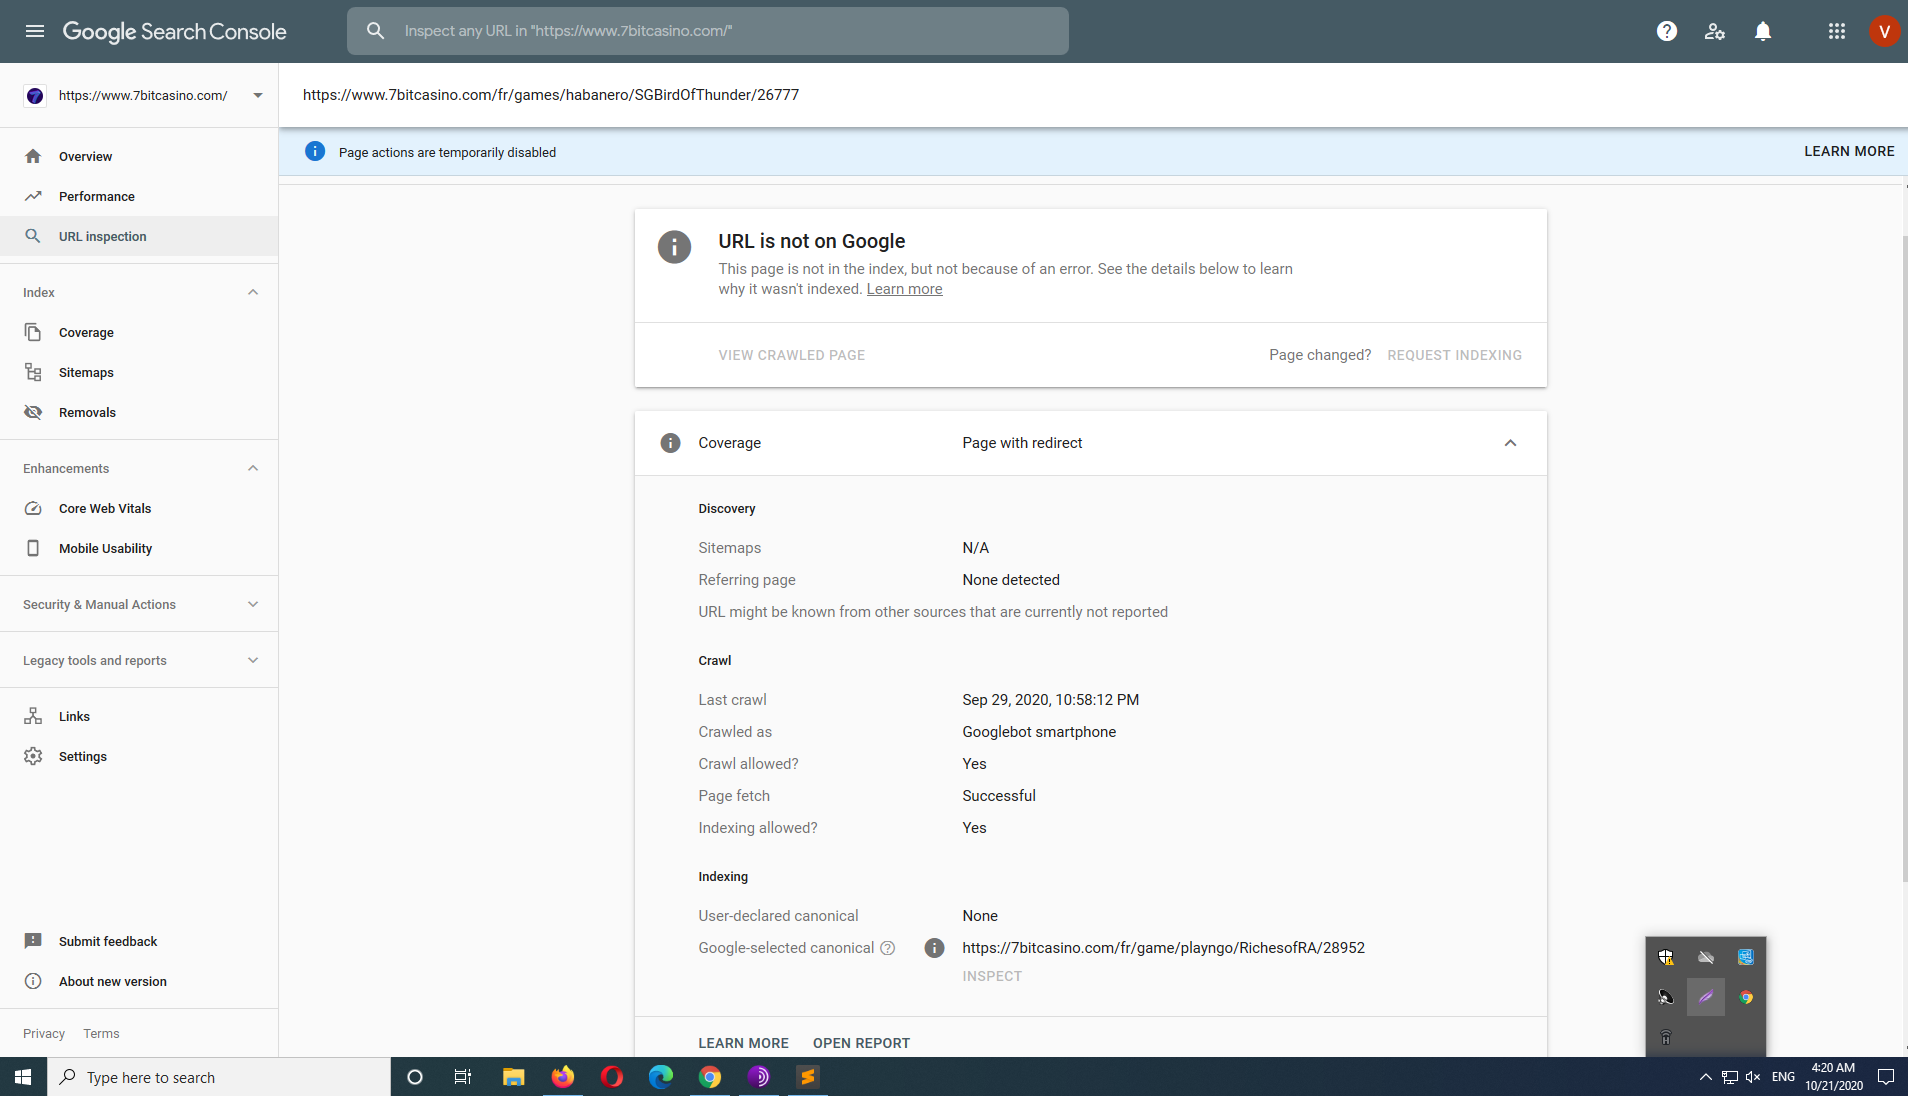 Google Search Console
Inspect any URL in "https://www.7bitcasino.com/"
V
https://www.7bitcasino.com/
https://www.7bitcasino.com/fr/games/habanero/SGBirdOfThunder/26777
Page actions are temporarily disabled
LEARN MORE
Overview
Performance
URL inspection
Index
Coverage
Sitemaps
Removals
Enhancements
Core Web Vitals
Mobile Usability
Security & Manual Actions
Legacy tools and reports
Links
Settings
Submit feedback
About new version
Privacy Terms
URL is not on Google
This page is not in the index, but not because of an error. See the details below to learn
why it wasn't indexed. Learn more
VIEW CRAWLED PAGE
Page changed? REQUEST INDEXING
Coverage Page with redirect
Discovery
Sitemaps N/A
Referring page None detected
URL might be known from other sources that are currently not reported
Crawl
Last crawl Sep 29, 2020, 10:58:12 PM
Crawled as Googlebot smartphone
Crawl allowed? Yes
Page fetch Successful
Indexing allowed? Yes
Indexing
User-declared canonical None
Google-selected canonical https://7bitcasino.com/fr/game/playngo/RichesofRA/28952
INSPECT
LEARN MORE OPEN REPORT
Type here to search
ENG
4:20 AM
10/21/2020